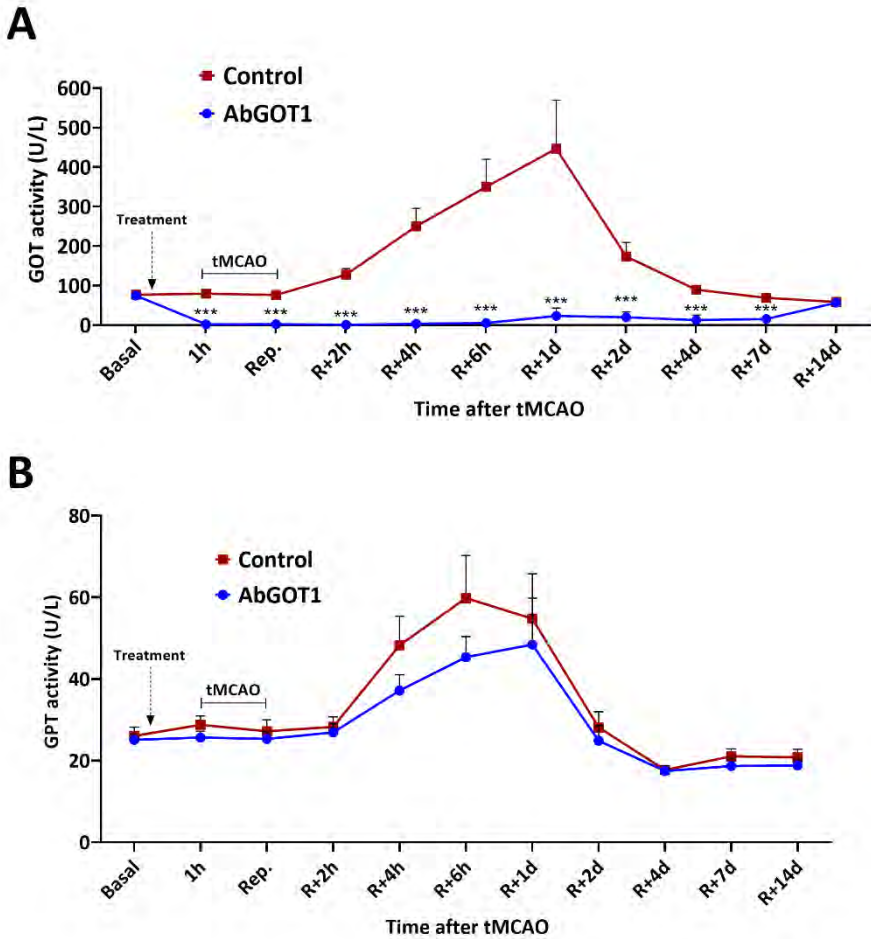 A
Control
AbGOT1
GOT activity (U/L)
600
500
400
300
200
100
0
Treatment
tMCAO
*** *** *** *** *** *** *** *** ***
Basal
1h
Rep.
R+2h
R+4h
R+6h
R+1d
R+2d
R+4d
R+7d
R+14d
Time after tMCAO
B
Control
AbGOT1
GPT activity (U/L)
80
60
40
20
0
Treatment
tMCAO
Basal
1h
Rep.
R+2h
R+4h
R+6h
R+1d
R+2d
R+4d
R+7d
R+14d
Time after tMCAO